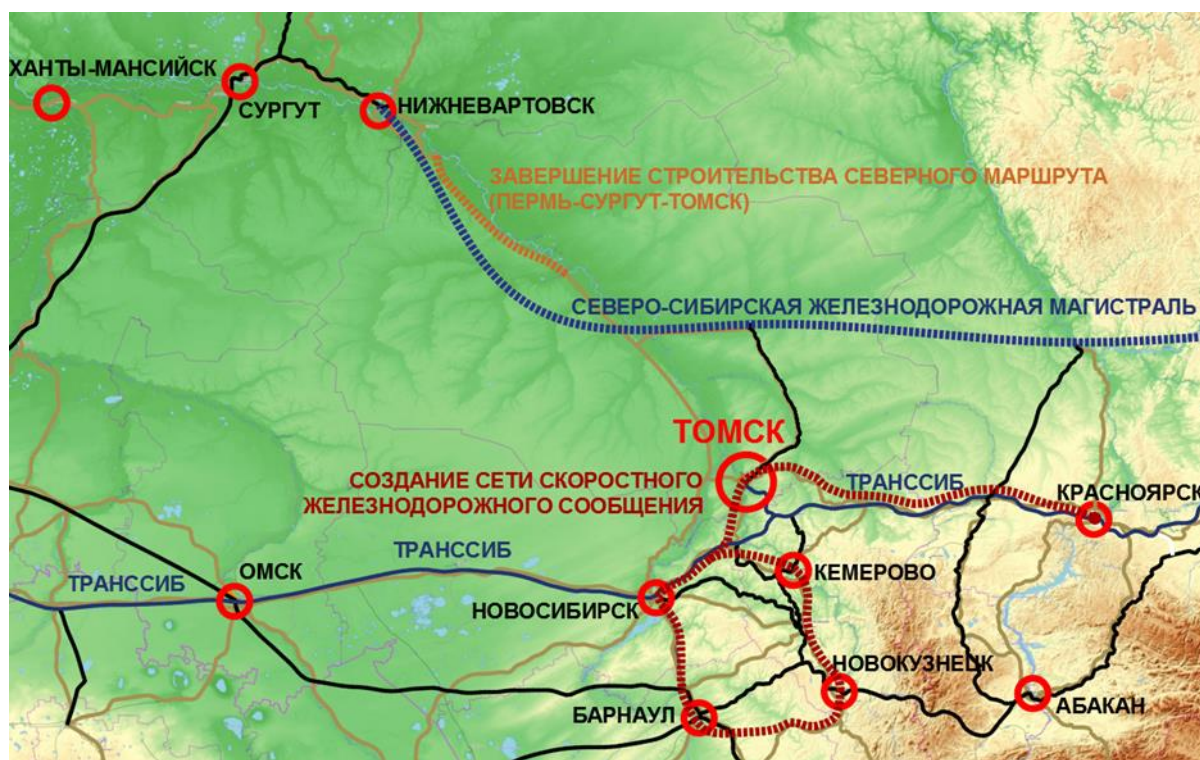 ХАНТЫ-МАНСИЙСК
СУРГУТ
НИЖНЕВАРТОВСК
ЗАВЕРШЕНИЕ СТРОИТЕЛЬСТВА СЕВЕРНОГО МАРШРУТА
(ПЕРМЬ-СУРГУТ-ТОМСК)
СЕВЕРО-СИБИРСКАЯ ЖЕЛЕЗНОДОРОЖНАЯ МАГИСТРАЛЬ
ТОМСК
СОЗДАНИЕ СЕТИ СКОРОСТНОГО
ЖЕЛЕЗНОДОРОЖНОГО СООБЩЕНИЯ
ТРАНССИБ
КРАСНОЯРСК
ТРАНССИБ
ОМСК
ТРАНССИБ
КЕМЕРОВО
НОВОСИБИРСК
НОВОКУЗНЕЦК
БАРНАУЛ
АБАКАН